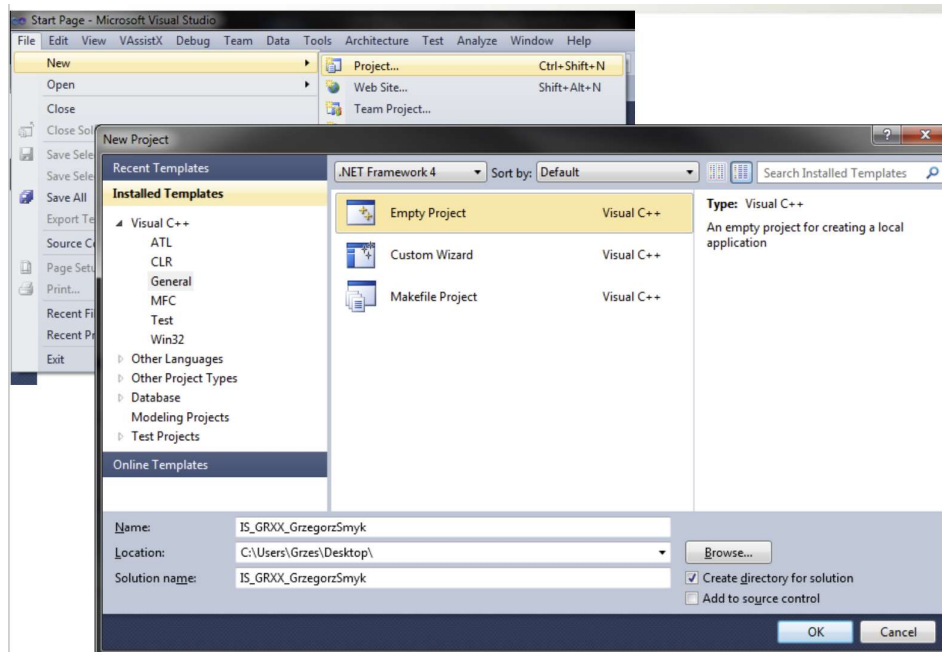 Start Page - Microsoft Visual Studio
File Edit View VAssistX Debug Team Data Tools Architecture Test Analyze Window Help
New
Project... Ctrl+Shift+N
Open
Web Site... Shift+Alt+N
Close
Team Project...
Close Sol
Save Sele
Save Sele
Save All
Export Te
Source Co
Page Setu
Print...
Recent Fi
Recent Pr
Exit
New Project
Recent Templates
Installed Templates
Visual C++
ATL
CLR
General
MFC
Test
Win32
Other Languages
Other Project Types
Database
Modeling Projects
Test Projects
Online Templates
.NET Framework 4 Sort by: Default Search Installed Templates
Empty Project Visual C++
Custom Wizard Visual C++
Makefile Project Visual C++
Type: Visual C++
An empty project for creating a local
application
Name: IS_GRXX_GrzegorzSmyk
Location: C:\Users\Grzes\Desktop\ Browse...
Solution name: IS_GRXX_GrzegorzSmyk
Create directory for solution
Add to source control
OK Cancel